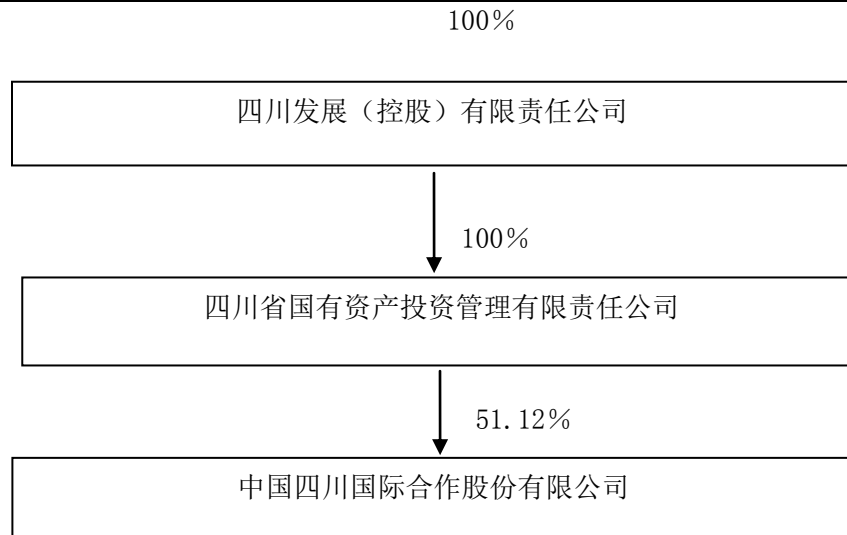 100％
四川发展（控股）有限责任公司
100％
四川省国有资产投资管理有限责任公司
51.12％
中国四川国际合作股份有限公司